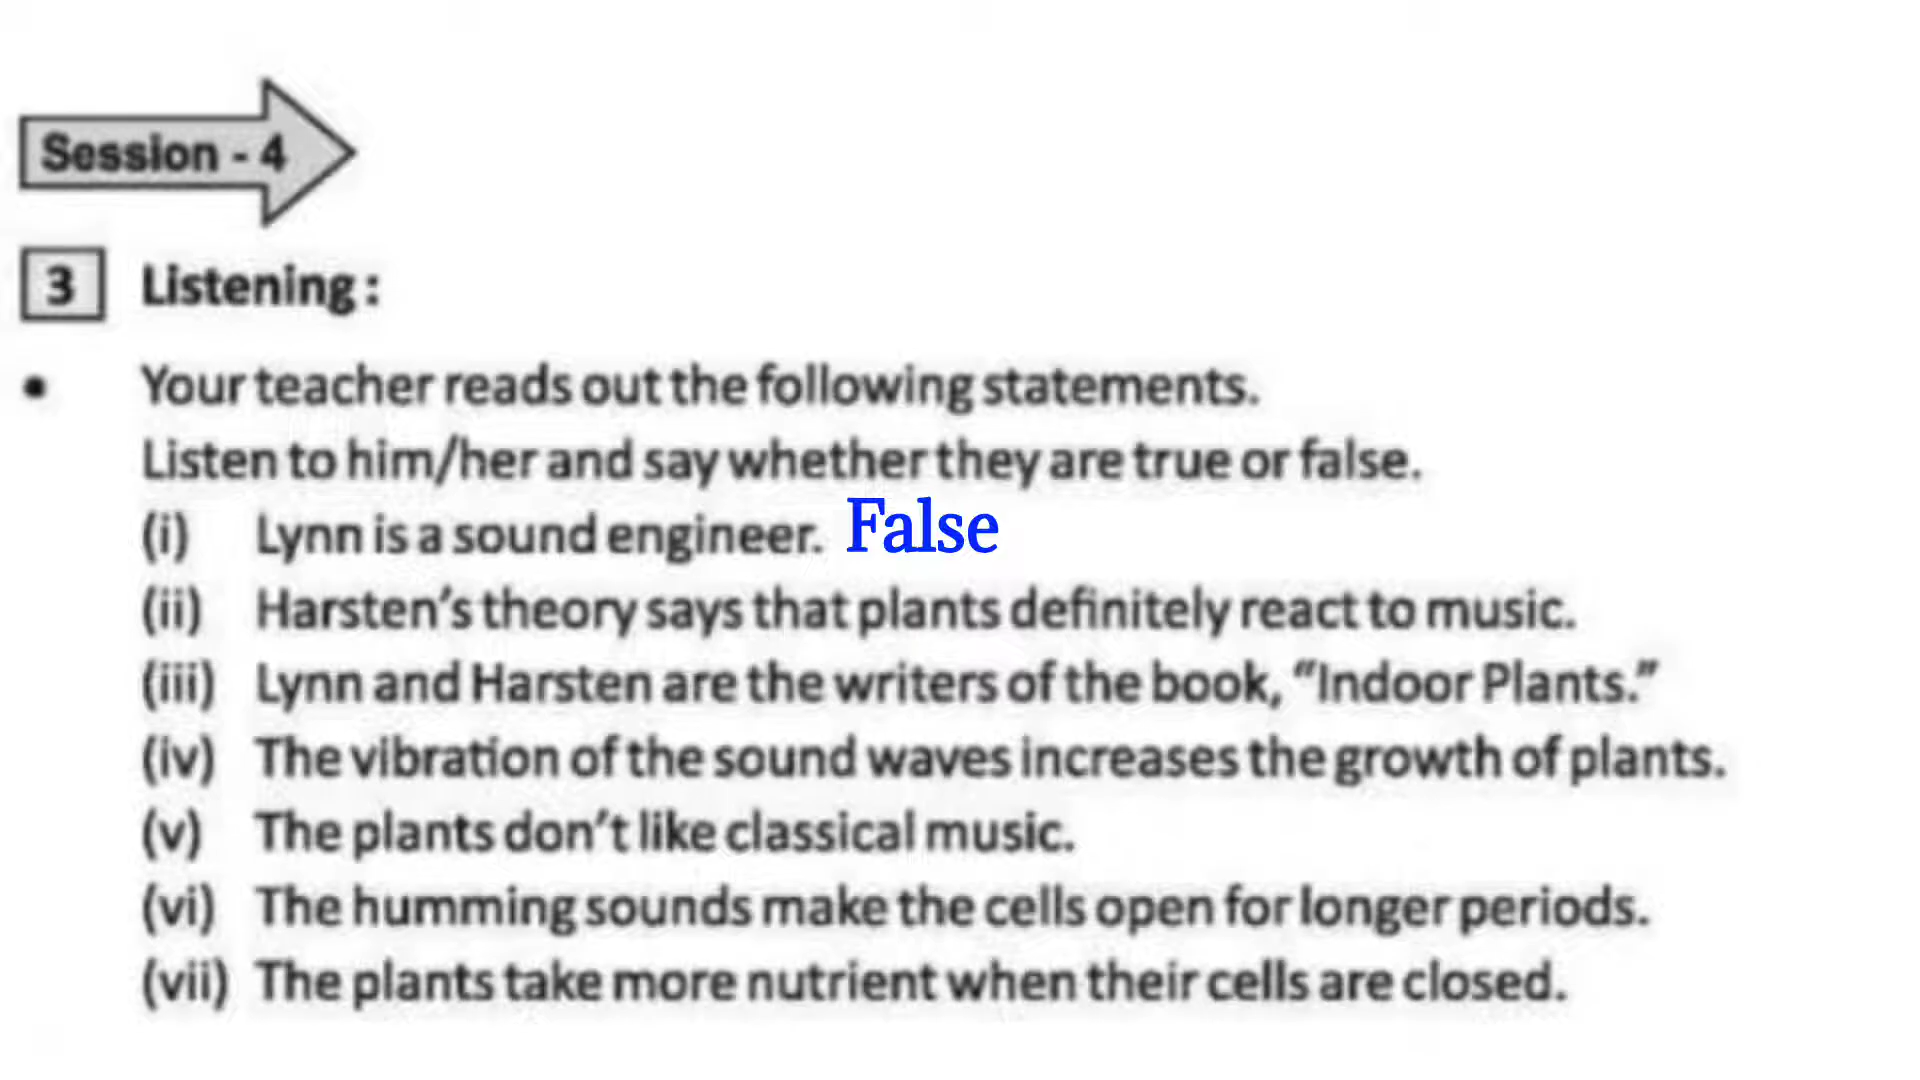 Session - 4
3 Listening :
• Your teacher reads out the following statements.
Listen to him/her and say whether they are true or false.
(i) Lynn is a sound engineer. False
(ii) Harsten's theory says that plants definitely react to music.
(iii) Lynn and Harsten are the writers of the book, “Indoor Plants.”
(iv) The vibration of the sound waves increases the growth of plants.
(v) The plants don't like classical music.
(vi) The humming sounds make the cells open for longer periods.
(vii) The plants take more nutrient when their cells are closed.